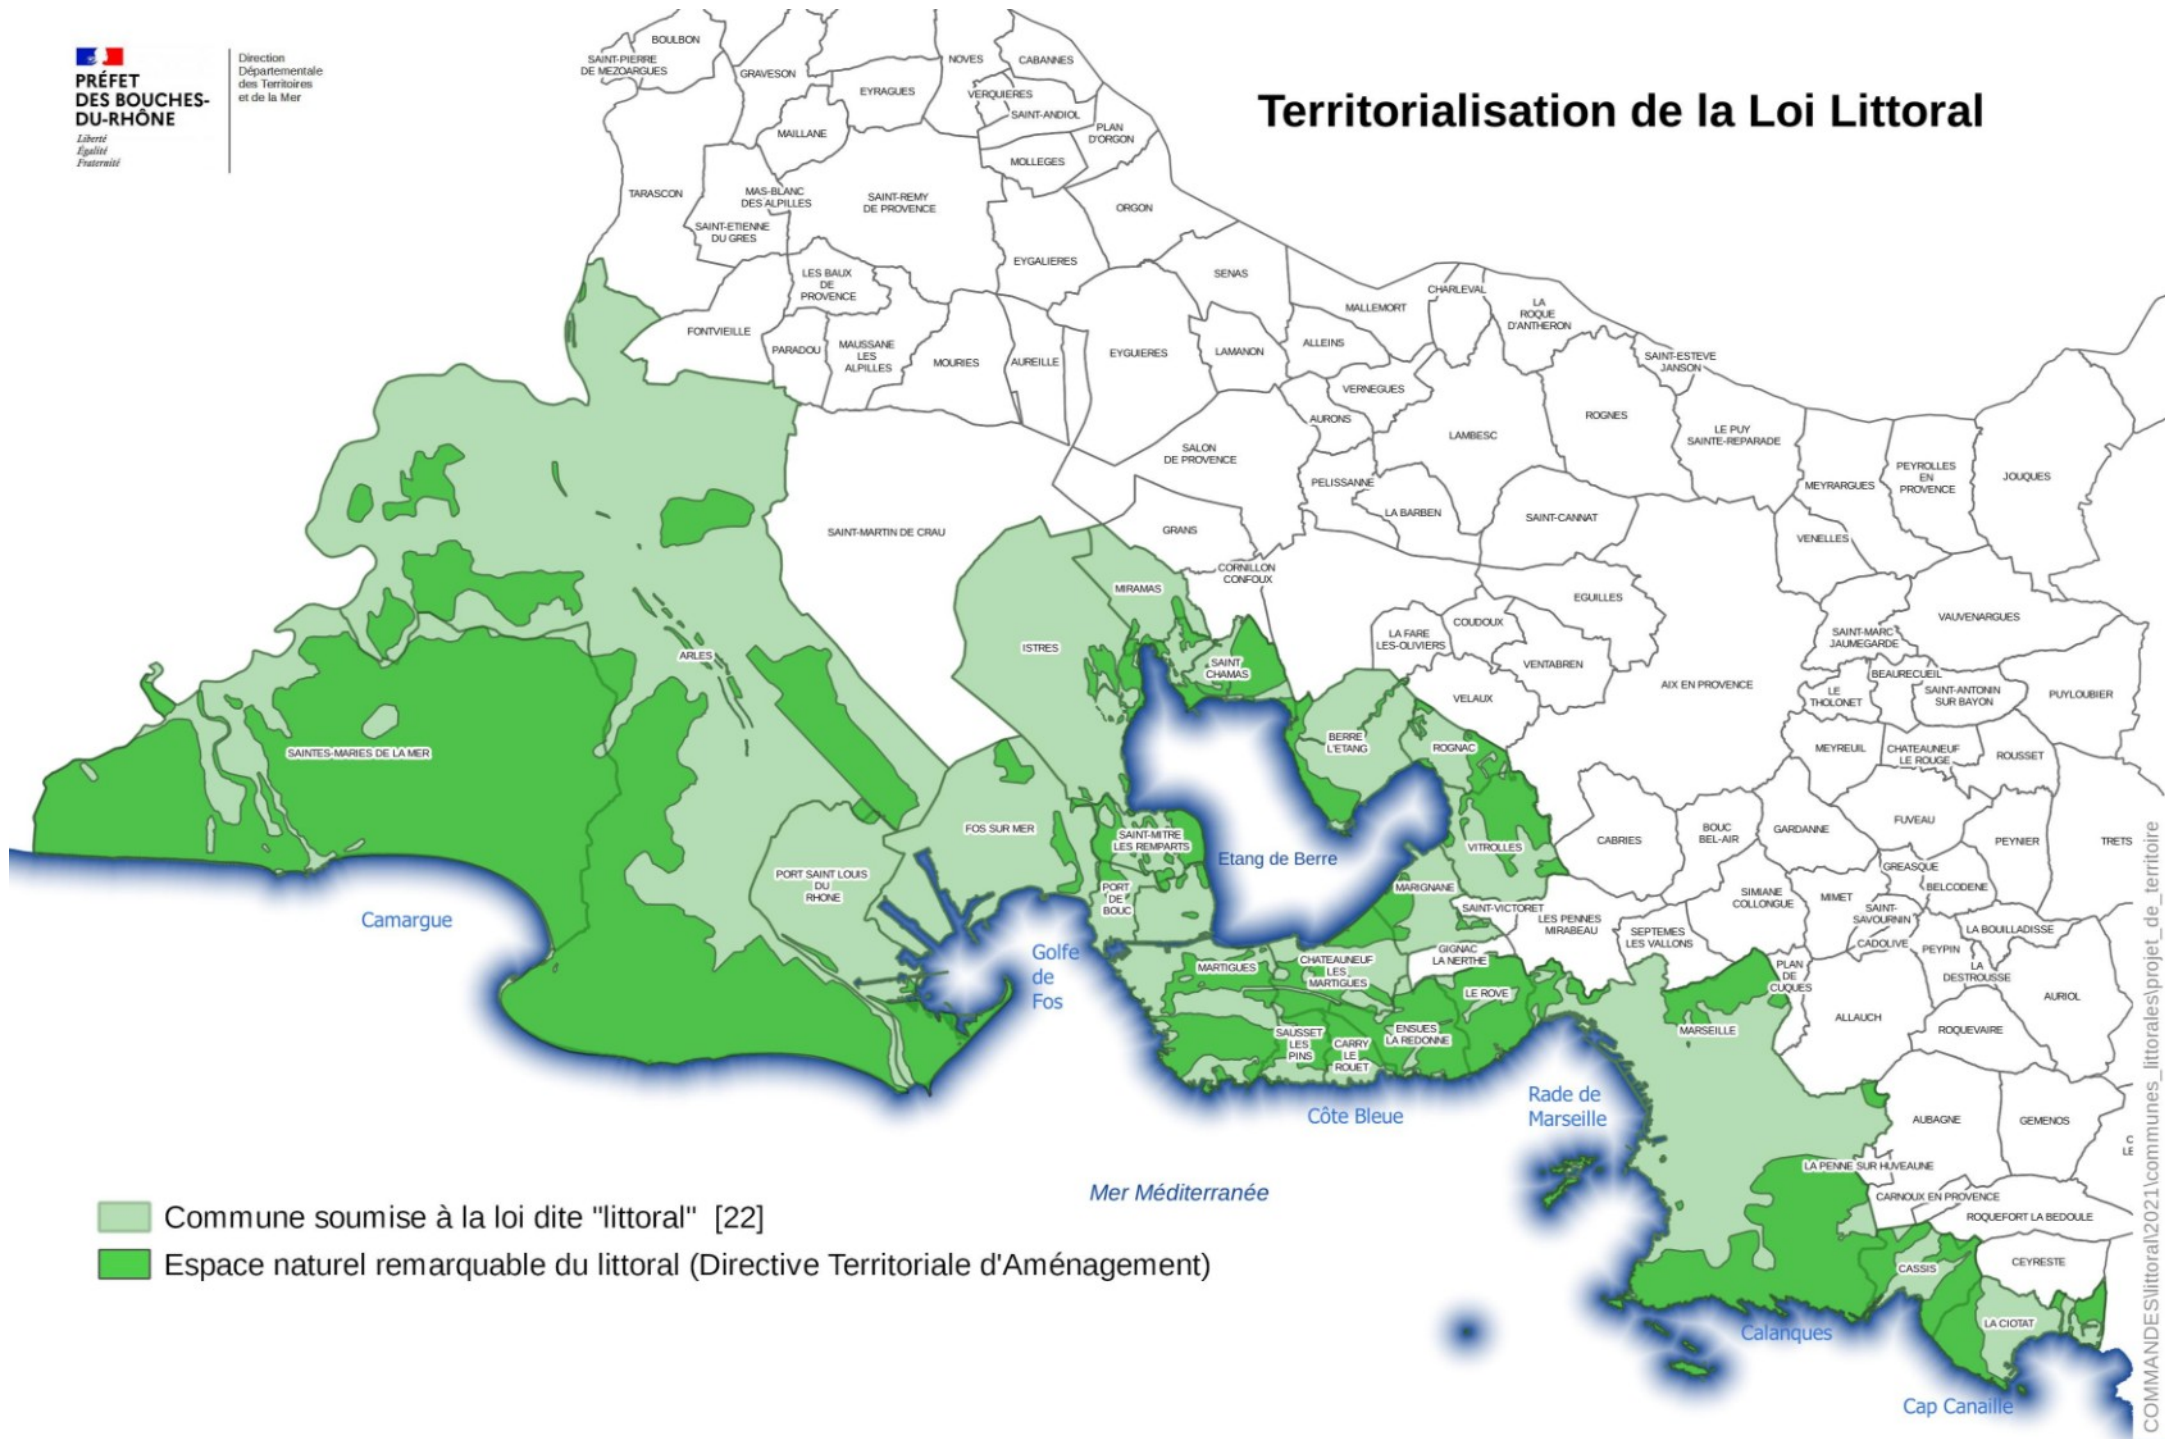 PRÉFET
DES BOUCHES-
DU-RHÔNE
Liberté
Égalité
Fraternité
Direction
Départementale
des Territoires
et de la Mer
Territorialisation de la Loi Littoral
BOULBON
SAINT-PIERRE
DE MEZOARGUES
GRAVESON
NOVES
CABANNES
EYRAGUES
VERQUIERES
SAINT-ANDIOL
MAILLANE
PLAN
D'ORGON
MOLLEGES
TARASCON
MAS-BLANC
DES ALPILLES
SAINT-REMY
DE PROVENCE
ORGON
SAINT-ETIENNE
DU GRES
EYGALIERES
LES BAUX
DE
PROVENCE
SENAS
CHARLEVAL
MALLEMORT
LA
ROQUE
D'ANTHERON
FONTVIEILLE
PARADOU
MAUSSANE
LES
ALPILLES
MOURIES
AUREILLE
EYGUIERES
LAMANON
ALLEINS
SAINT-ESTEVE
JANSON
VERNEGUES
AURONS
ROGNES
LAMBESC
LE PUY
SAINTE-REPARADE
SALON
DE PROVENCE
PELISSANNE
MEYRARGUES
PEYROLLES
EN
PROVENCE
JOUQUES
LA BARBEN
SAINT-CANNAT
SAINT-MARTIN DE CRAU
GRANS
VENELLES
CORNILLON
CONFOUX
MIRAMAS
EGUILLES
VAUVENARGUES
COUDOUX
LA FARE
LES-OLIVIERS
SAINT-MARC
JAUMEGARDE
ISTRES
ARLES
SAINT
CHAMAS
VENTABREN
BEAURECUEIL
AIX EN PROVENCE
LE
THOLONET
SAINT-ANTONIN
SUR BAYON
PUYLOUBIER
VELAUX
SAINTES-MARIES DE LA MER
BERRE
L'ETANG
ROGNAC
MEYREUIL
CHATEAUNEUF
LE ROUGE
ROUSSET
FOS SUR MER
SAINT-MITRE
LES REMPARTS
Etang de Berre
VITROLLES
CABRIES
BOUC
BEL-AIR
GARDANNE
FUVEAU
PEYNIER
TRETS
GREASQUE
PORT SAINT LOUIS
DU
RHONE
PORT
DE
BOUC
MARIGNANE
SAINT-VICTORET
LES PENNES
MIRABEAU
SIMIANE
COLLONGUE
MIMET
BELCODENE
SAINT-
SAVOURNIN
Camargue
SEPTEMES
LES VALLONS
CADOLIVE
PEYPIN
LA BOUILLADISSE
Golfe
de
Fos
MARTIGUES
CHATEAUNEUF
LES
MARTIGUES
GIGNAC
LA NERTHE
LE ROVE
PLAN
DE
CUQUES
LA
DESTROUSSE
AURIOL
ALLAUCH
ROQUEVAIRE
SAUSSET
LES
PINS
CARRY
LE
ROUET
ENSUES
LA REDONNE
MARSEILLE
Côte Bleue
Rade de
Marseille
AUBAGNE
GEMENOS
LA PENNE SUR HUVEAUNE
Mer Méditerranée
CARNOUX EN PROVENCE
ROQUEFORT LA BEDOULE
CASSIS
CEYRESTE
LA CIOTAT
Calanques
Cap Canaille
Commune soumise à la loi dite "littoral" [22]
Espace naturel remarquable du littoral (Directive Territoriale d'Aménagement)
COMMANDES\littoral\2021\communes_littorales\projet_de_territoire